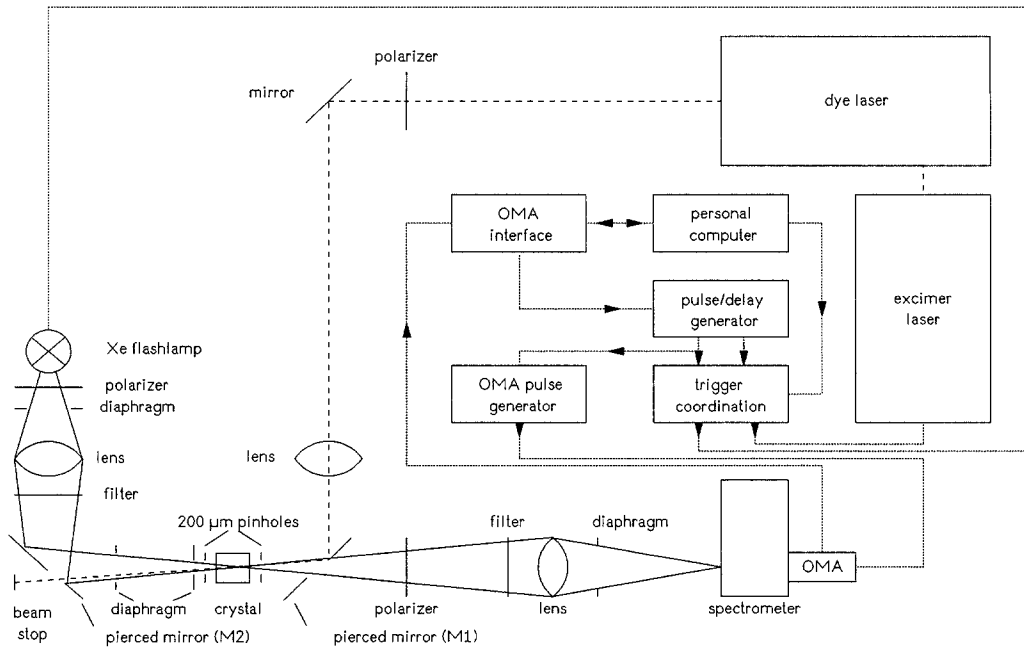 polarizer
mirror
dye laser
OMA
interface
personal
computer
excimer
laser
pulse/delay
generator
Xe flashlamp
polarizer
diaphragm
OMA pulse
generator
trigger
coordination
lens
lens
filter
200 µm pinholes
filter
diaphragm
OMA
beam
stop
diaphragm
crystal
polarizer
lens
spectrometer
pierced mirror (M2)
pierced mirror (M1)